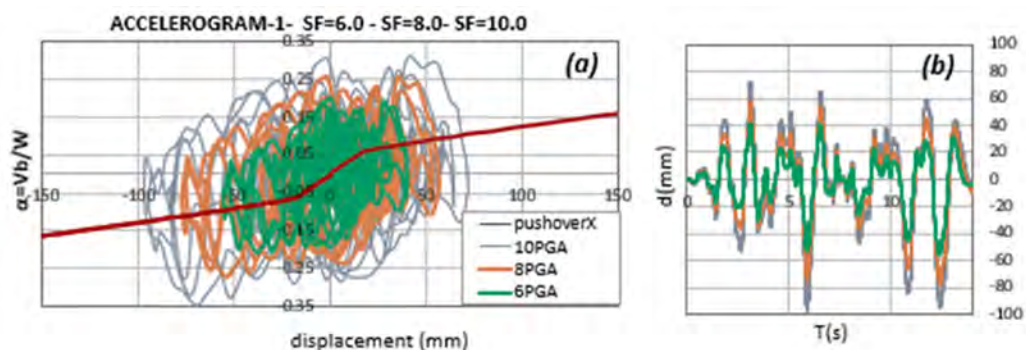 ACCELEROGRAM-1- SF=6.0 - SF=8.0- SF=10.0
(a)
α=Vb/W
0.35
0.25
0.15
0.05
-150
-100
-50
0
50
100
150
0.15
0.25
0.35
displacement (mm)
pushoverX
10PGA
8PGA
6PGA
(b)
d(mm)
100
80
60
40
20
0
-20
-40
-60
-80
-100
0
5
10
T(s)